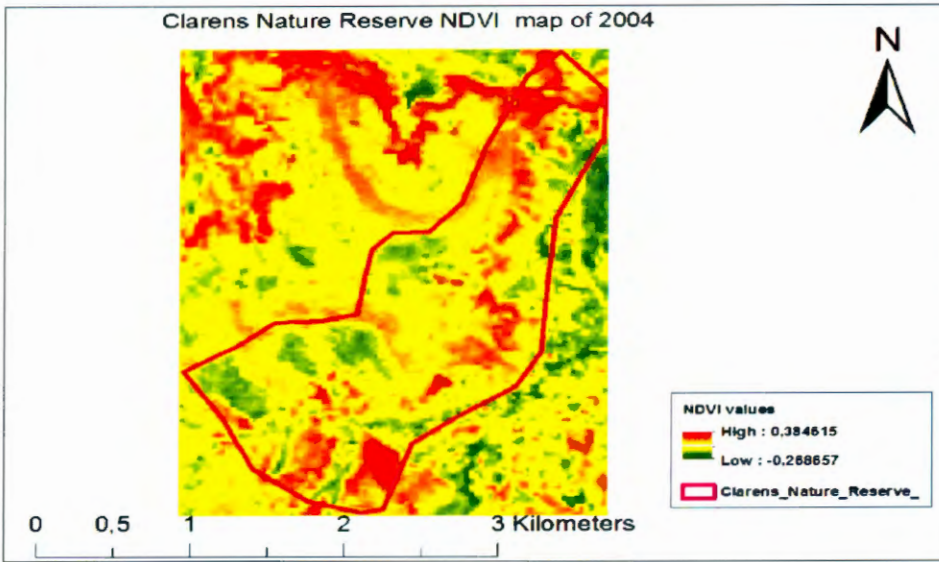 Clarens Nature Reserve NDVI map of 2004
N
NDVI values
High : 0,384615
Low : -0,268657
Clarens_Nature_Reserve_
0 0,5 1 2 3 Kilometers